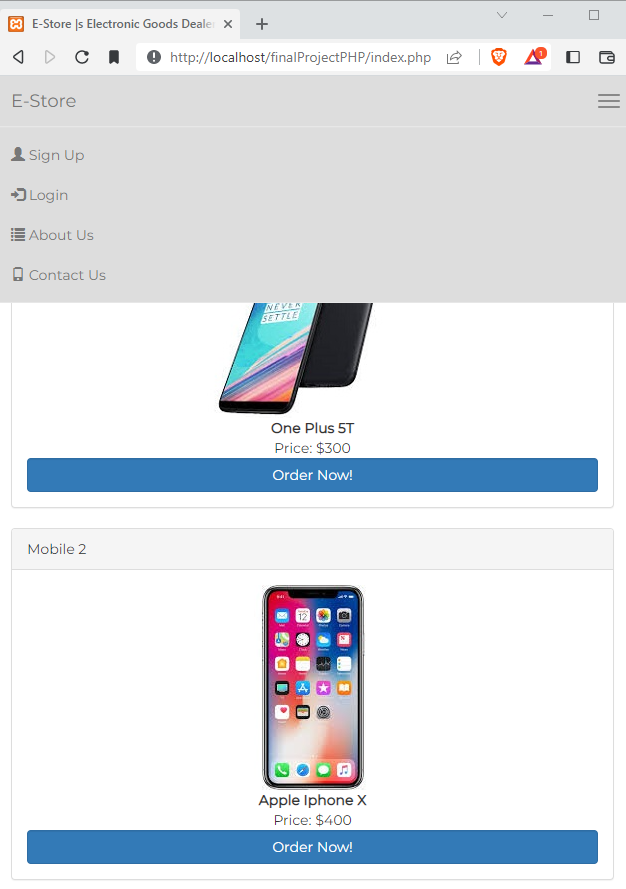 E-Store |s Electronic Goods Deale
http://localhost/finalProjectPHP/index.php
1
E-Store
Sign Up
Login
About Us
Contact Us
NEVER
SETTLE
One Plus 5T
Price: $300
Order Now!
Mobile 2
Apple Iphone X
Price: $400
Order Now!